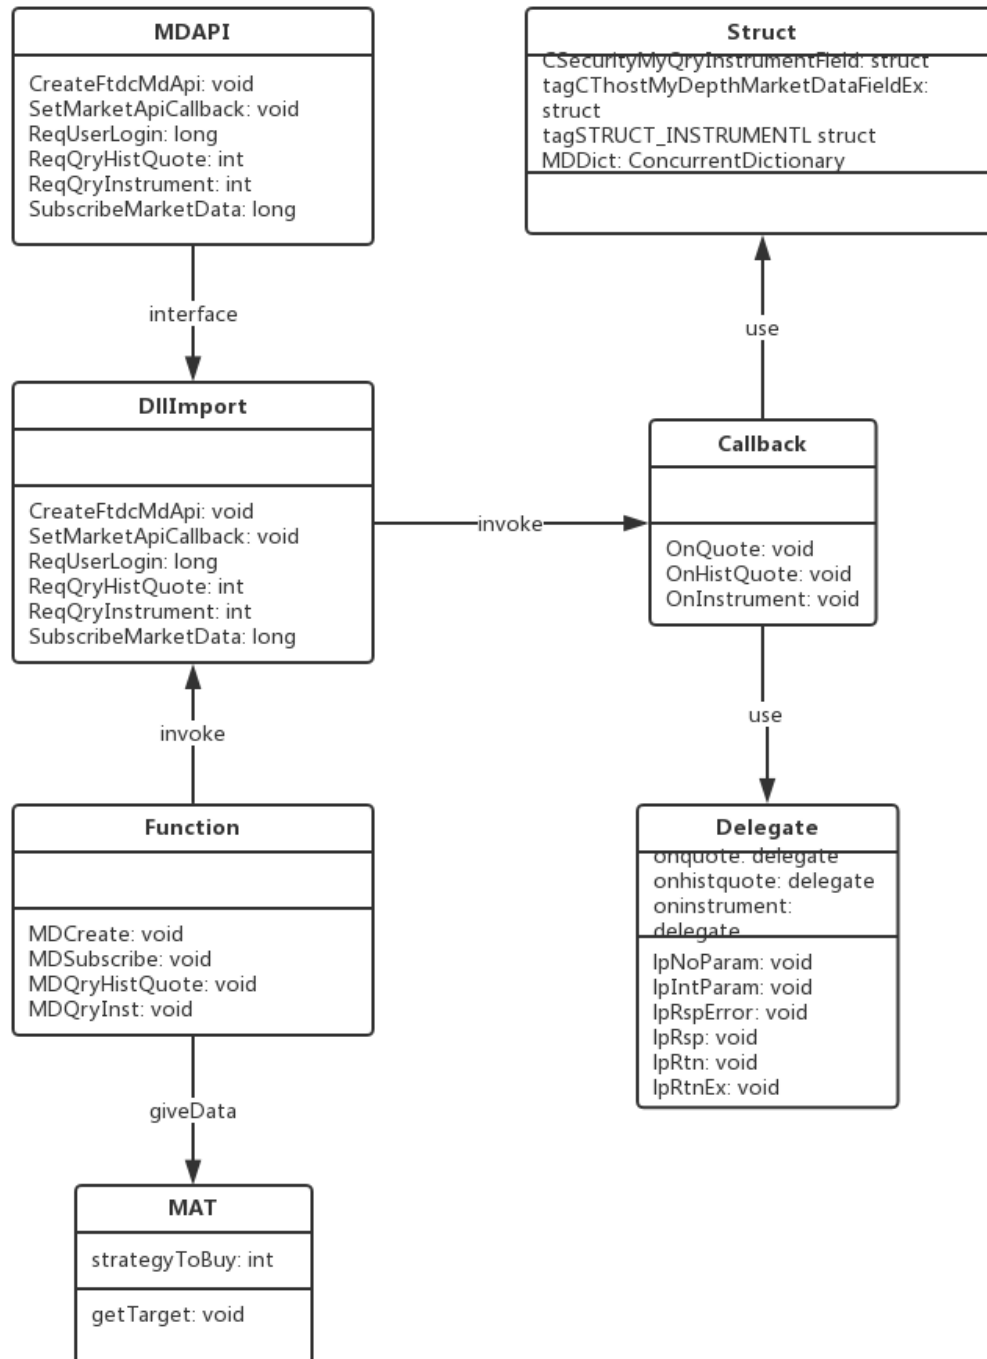 MDAPI
CreateFtdcMdApi: void
SetMarketApiCallback: void
ReqUserLogin: long
ReqQryHistQuote: int
ReqQryInstrument: int
SubscribeMarketData: long
Struct
CSecurityMyQryInstrumentField: struct
tagCThostMyDepthMarketDataFieldEx:
struct
tagSTRUCT_INSTRUMENTL struct
MDDict: ConcurrentDictionary
interface
use
DllImport
CreateFtdcMdApi: void
SetMarketApiCallback: void
ReqUserLogin: long
ReqQryHistQuote: int
ReqQryInstrument: int
SubscribeMarketData: long
invoke
Callback
OnQuote: void
OnHistQuote: void
OnInstrument: void
invoke
use
Function
MDCreate: void
MDSubscribe: void
MDQryHistQuote: void
MDQryInst: void
Delegate
onquote: delegate
onhistquote: delegate
oninstrument:
delegate
lpNoParam: void
lpIntParam: void
lpRspError: void
lpRsp: void
lpRtn: void
lpRtnEx: void
giveData
MAT
strategyToBuy: int
getTarget: void